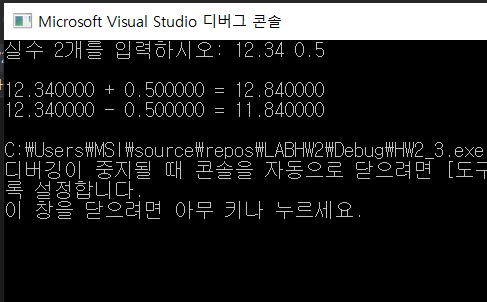 Microsoft Visual Studio 디버그 콘솔
실수 2개를 입력하시오: 12.34 0.5
12.340000 + 0.500000 = 12.840000
12.340000 - 0.500000 = 11.840000
C:₩Users₩MSI₩source₩repos₩LABHW2₩Debug₩HW2_3.exe
디버깅이 중지될 때 콘솔을 자동으로 닫으려면 [도구
록 설정합니다.
이 창을 닫으려면 아무 키나 누르세요.